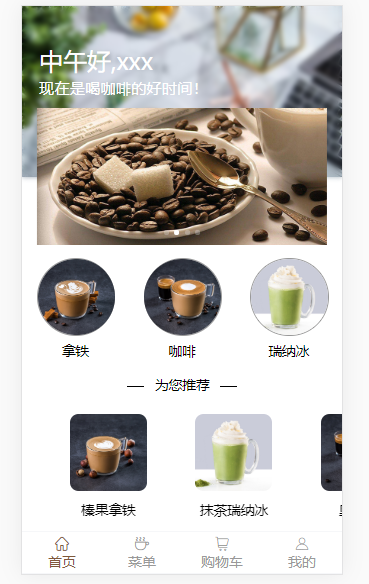 中午好,xxx
现在是喝咖啡的好时间!
拿铁 咖啡 瑞纳冰
为您推荐
榛果拿铁 抹茶瑞纳冰
首页 菜单 购物车 我的